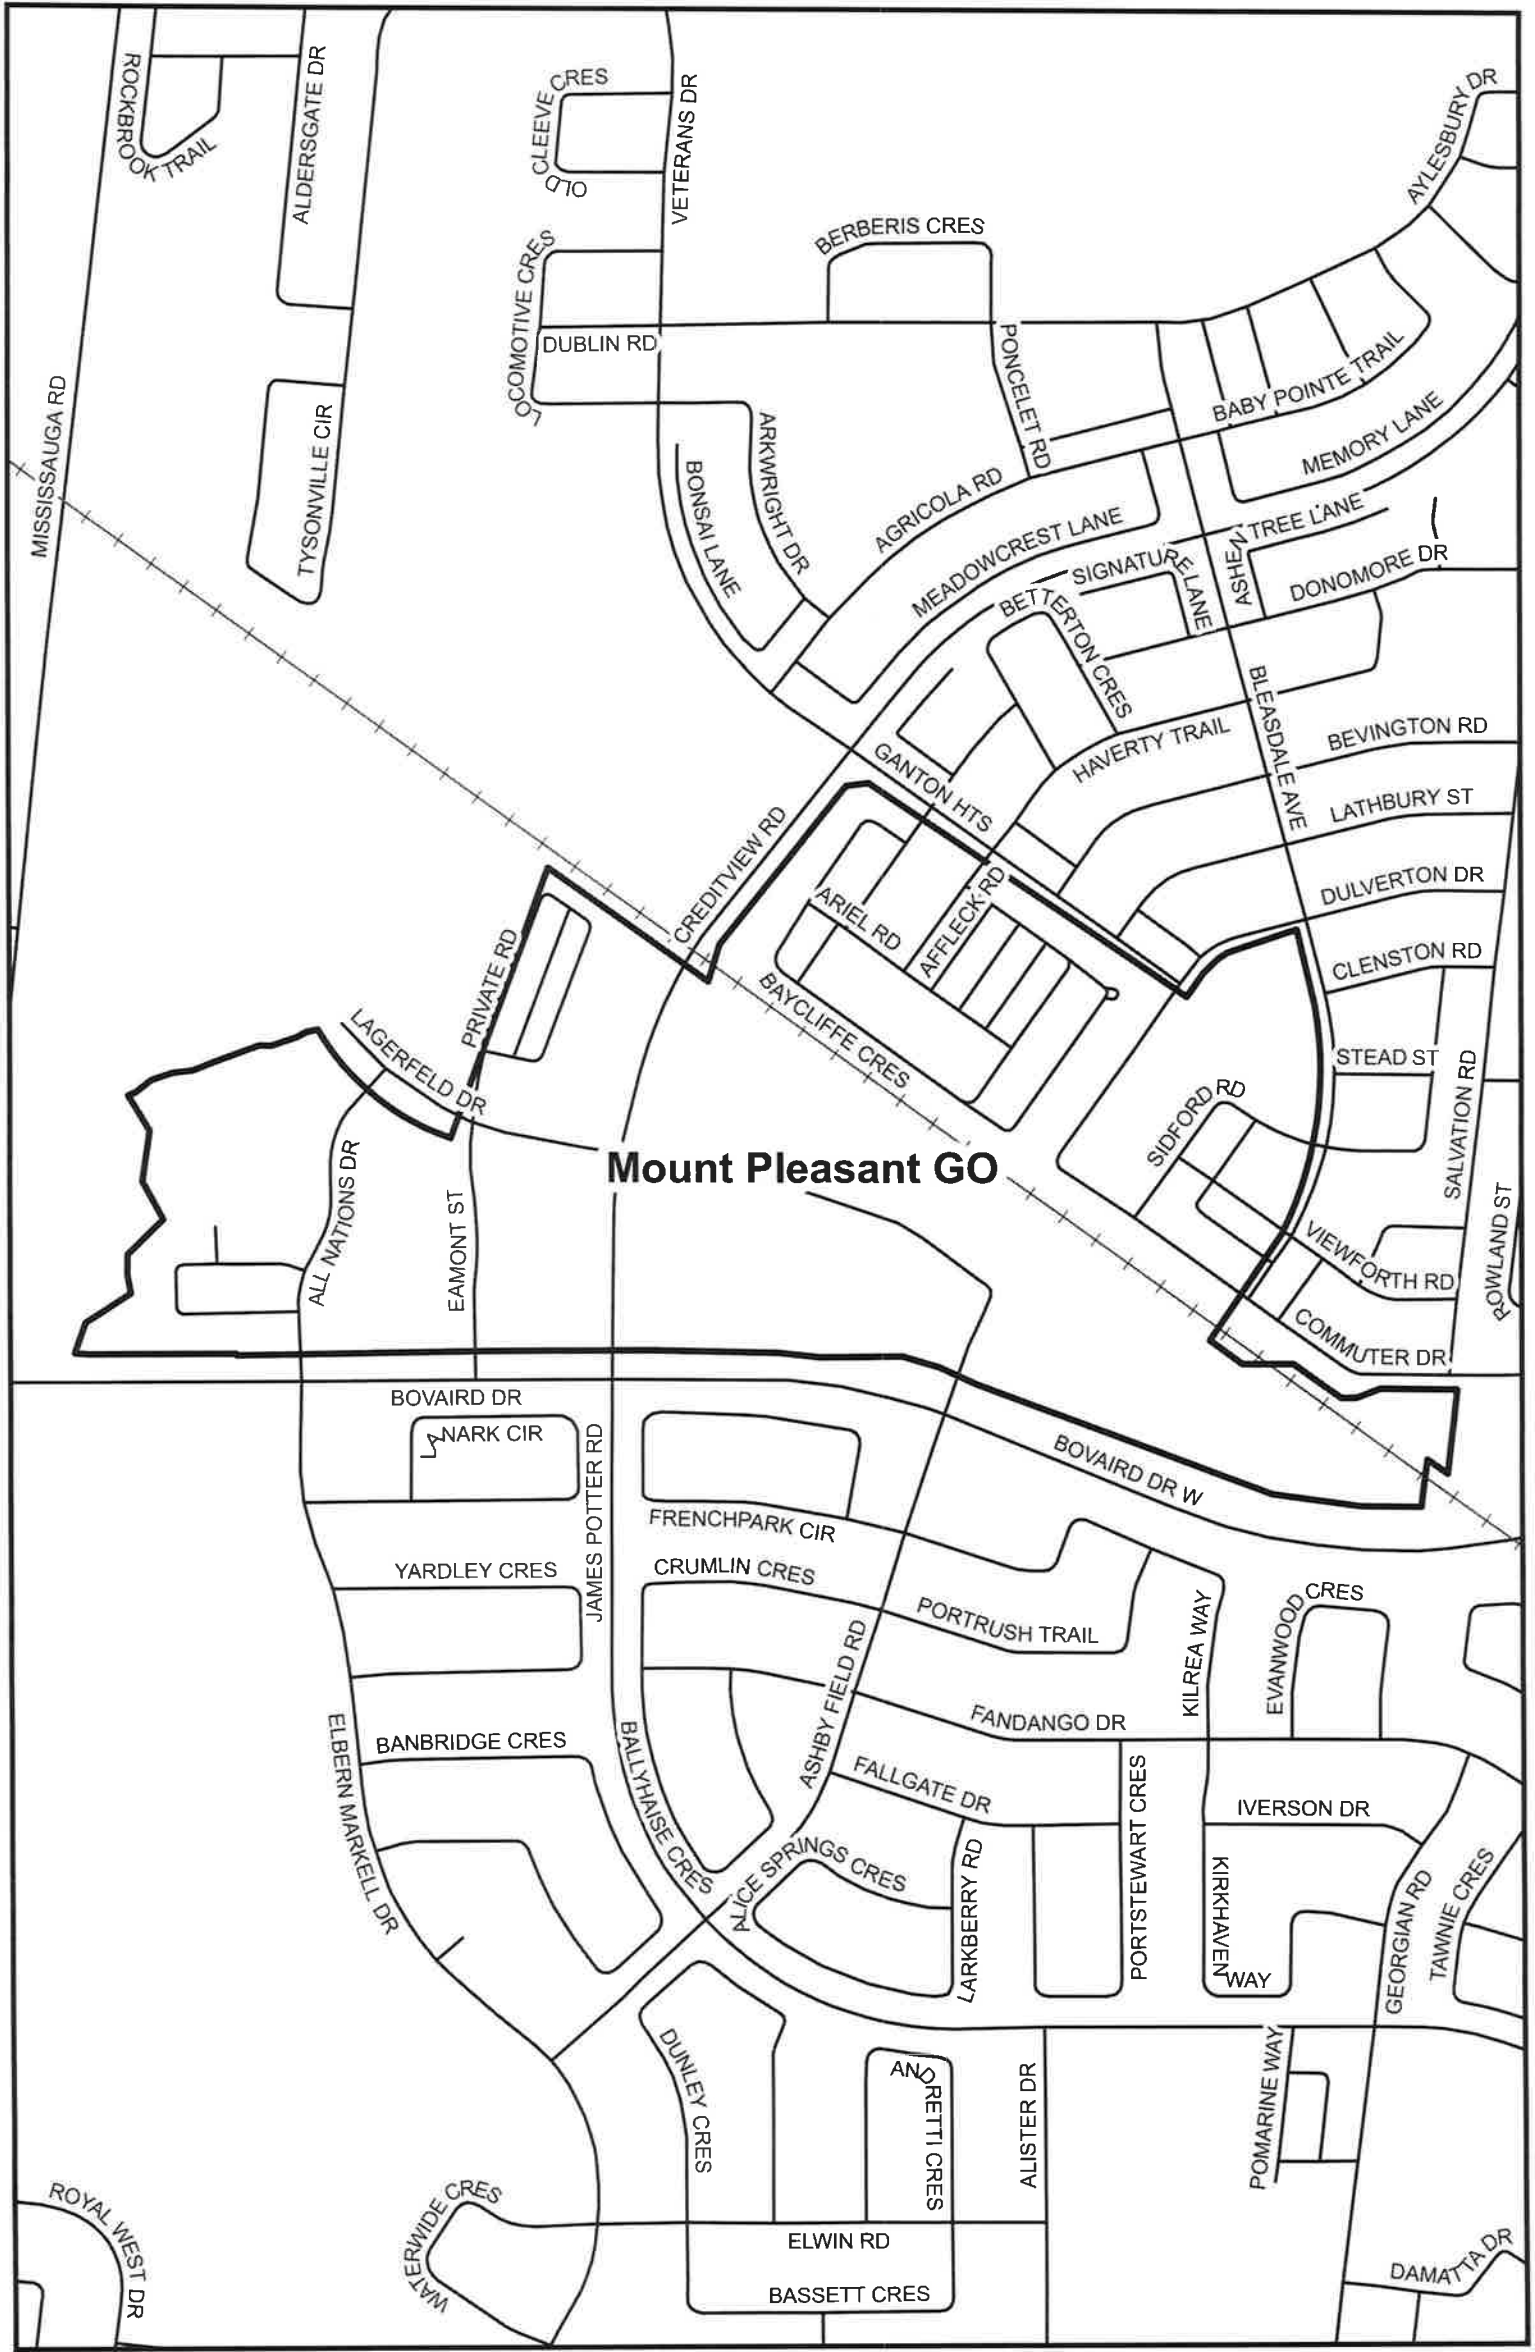 ROCKBROOK TRAIL
ALDERSGATE DR
OLD CLEEVE CRES
VETERANS DR
AYLESBURY DR
LOCOMOTIVE CRES
BERBERIS CRES
DUBLIN RD
PONCELET RD
MISSISSAUGA RD
TYSONVILLE CIR
BABY POINTE TRAIL
MEMORY LANE
ARKWRIGHT DR
BONSAI LANE
AGRICOLA RD
MEADOWCREST LANE
ASHEN TREE LANE
SIGNATURE LANE
DONOMORE DR
BETTERTON CRES
BLEASDALE AVE
HAVERTY TRAIL
BEVINGTON RD
GANTON HTS
LATHBURY ST
CREDITVIEW RD
DULVERTON DR
ARIEL RD
AFFLECK RD
PRIVATE RD
CLENSTON RD
BAYCLIFFE CRES
LAGERFELD DR
STEAD ST
SIDFORD RD
SALVATION RD
Mount Pleasant GO
ALL NATIONS DR
EAMONT ST
ROWLAND ST
VIEWFORTH RD
COMMUTER DR
BOVAIRD DR
LANARK CIR
JAMES POTTER RD
BOVAIRD DR W
FRENCHPARK CIR
YARDLEY CRES
CRUMLIN CRES
PORTRUSH TRAIL
KILREA WAY
EVANWOOD CRES
ASHBY FIELD RD
FANDANGO DR
ELBERN MARKELL DR
BANBRIDGE CRES
BALLYHAISE CRES
FALLGATE DR
PORTSTEWART CRES
IVERSON DR
ALICE SPRINGS CRES
LARKBERRY RD
KIRKHAVEN WAY
GEORGIAN RD
TAWNIE CRES
DUNLEY CRES
ANDRETTI CRES
ALISTER DR
POMARINE WAY
ROYAL WEST DR
WATERWIDE CRES
ELWIN RD
BASSETT CRES
DAMATTA DR